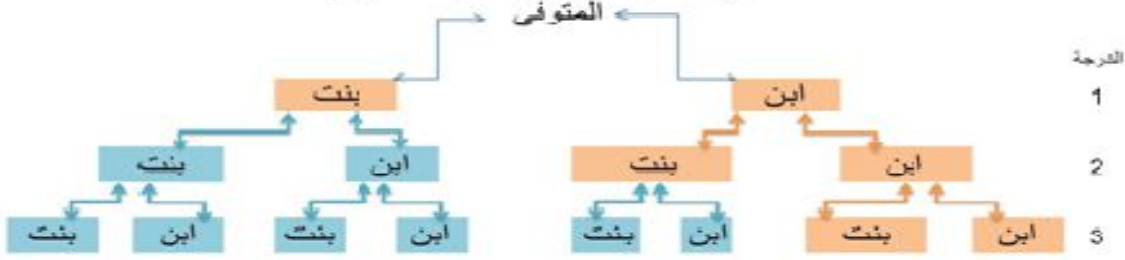 المتوفى
الدرجة
ابن بنت 1
ابن بنت ابن بنت 2
ابن بنت ابن بنت ابن بنت ابن بنت 3